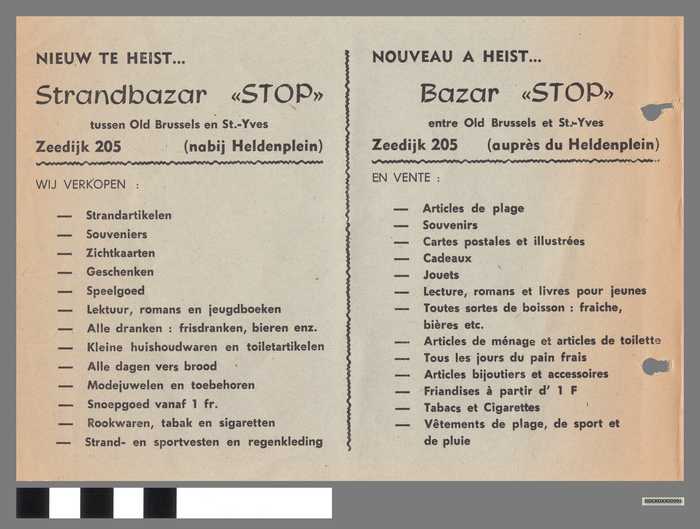 NIEUW TE HEIST...
Strandbazar «STOP»
tussen Old Brussels en St.-Yves
Zeedijk 205 (nabij Heldenplein)
WIJ VERKOPEN :
— Strandartikelen
— Souveniers
— Zichtkaarten
— Geschenken
— Speelgoed
— Lektuur, romans en jeugdboeken
— Alle dranken : frisdranken, bieren enz.
— Kleine huishoudwaren en toiletartikelen
— Alle dagen vers brood
— Modejuwelen en toebehoren
— Snoepgoed vanaf 1 fr.
— Rookwaren, tabak en sigaretten
— Strand- en sportvesten en regenkleding
NOUVEAU A HEIST...
Bazar «STOP»
entre Old Brussels et St.-Yves
Zeedijk 205 (auprès du Heldenplein)
EN VENTE :
— Articles de plage
— Souvenirs
— Cartes postales et illustrées
— Cadeaux
— Jouets
— Lecture, romans et livres pour jeunes
— Toutes sortes de boisson : fraiche,
bières etc.
— Articles de ménage et articles de toilette
— Tous les jours du pain frais
— Articles bijoutiers et accessoires
— Friandises à partir d' 1 F
— Tabacs et Cigarettes
— Vêtements de plage, de sport et
de pluie